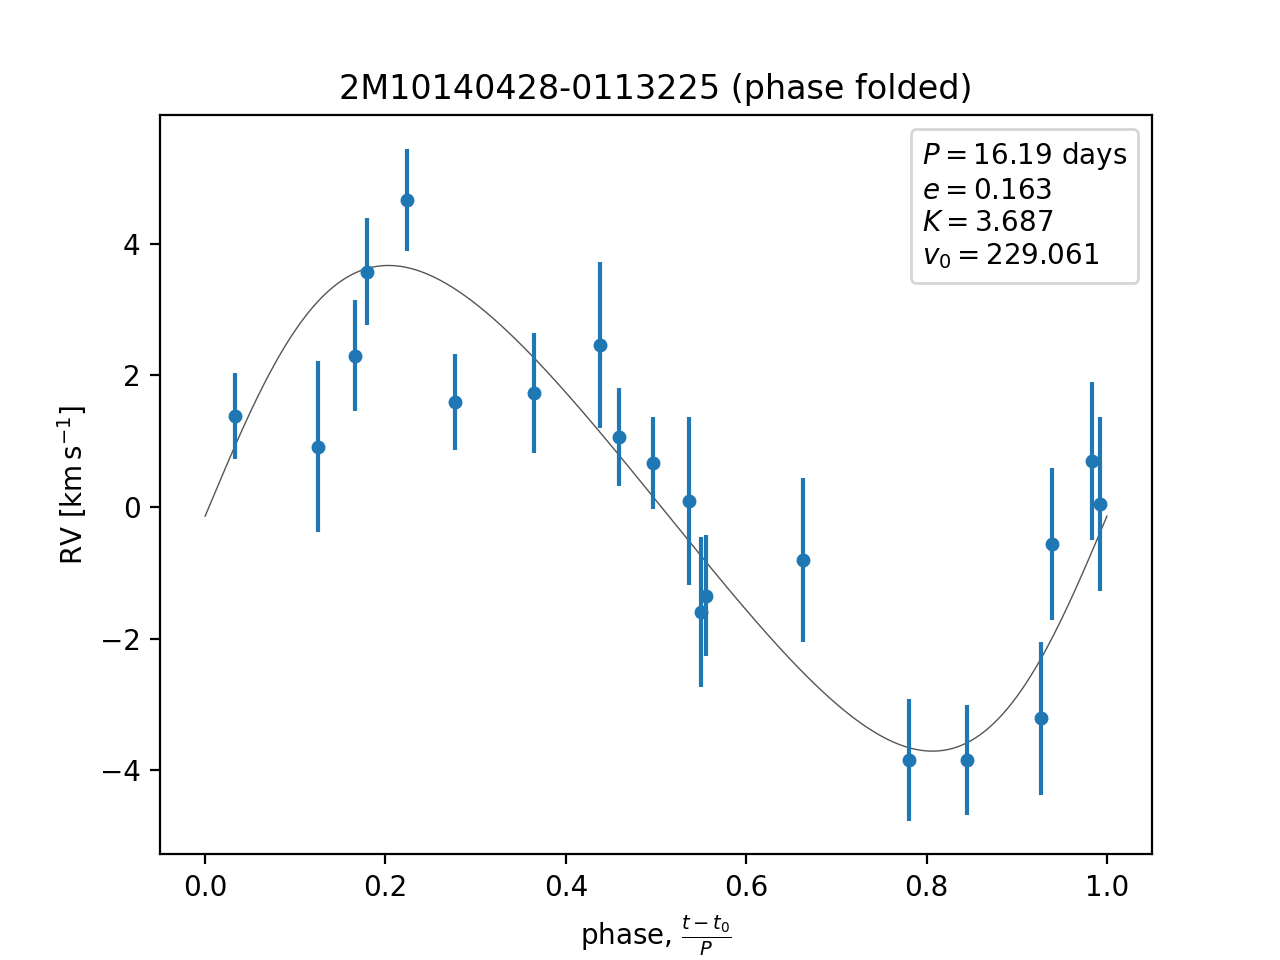 2M10140428-0113225 (phase folded)
P = 16.19 days
e = 0.163
K = 3.687
v₀ = 229.061
RV [km s⁻¹]
4
2
0
−2
−4
0.0 0.2 0.4 0.6 0.8 1.0
phase, (t − t₀)/P